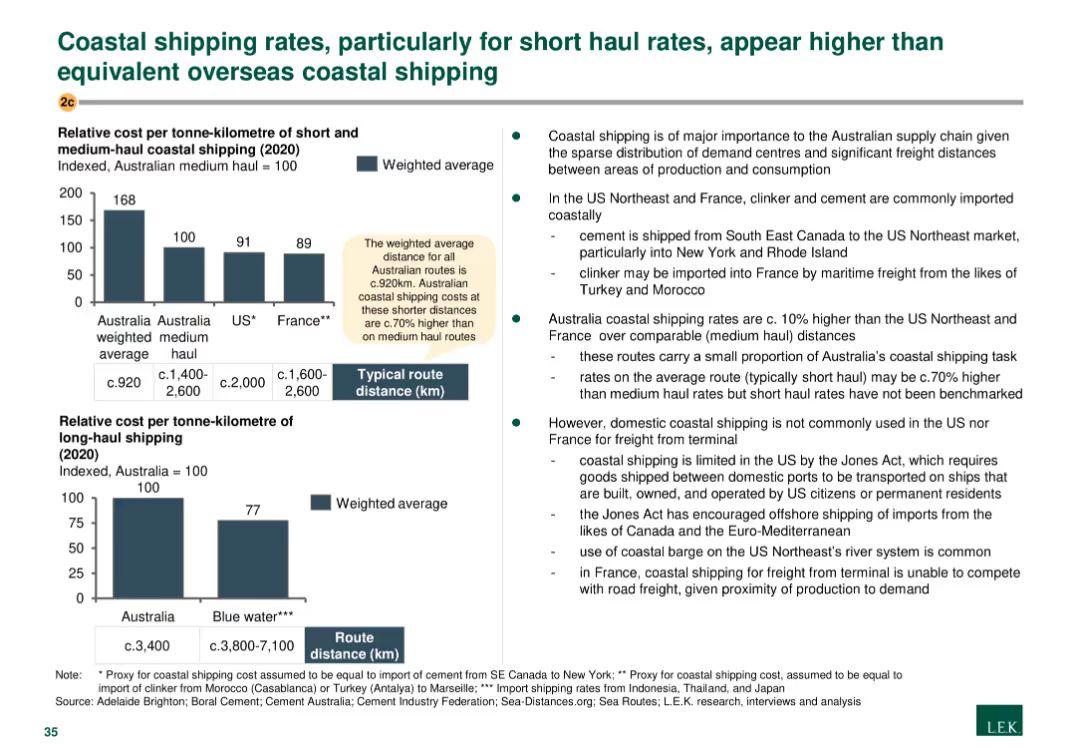 Coastal shipping rates, particularly for short haul rates, appear higher than
equivalent overseas coastal shipping
2c
Relative cost per tonne-kilometre of short and
medium-haul coastal shipping (2020)
Indexed, Australian medium haul = 100
Weighted average
200
150
100
50
0
168
100
91
89
Australia weighted average
Australia medium haul
US*
France**
The weighted average
distance for all
Australian routes is
c.920km. Australian
coastal shipping costs at
these shorter distances
are c.70% higher than
on medium haul routes
c.920
c.1,400-2,600
c.2,000
c.1,600-2,600
Typical route
distance (km)
Relative cost per tonne-kilometre of
long-haul shipping
(2020)
Indexed, Australia = 100
Weighted average
100
75
50
25
0
100
77
Australia
Blue water***
c.3,400
c.3,800-7,100
Route
distance (km)
● Coastal shipping is of major importance to the Australian supply chain given
the sparse distribution of demand centres and significant freight distances
between areas of production and consumption
● In the US Northeast and France, clinker and cement are commonly imported
coastally
- cement is shipped from South East Canada to the US Northeast market,
particularly into New York and Rhode Island
- clinker may be imported into France by maritime freight from the likes of
Turkey and Morocco
● Australia coastal shipping rates are c. 10% higher than the US Northeast and
France over comparable (medium haul) distances
- these routes carry a small proportion of Australia's coastal shipping task
- rates on the average route (typically short haul) may be c.70% higher
than medium haul rates but short haul rates have not been benchmarked
● However, domestic coastal shipping is not commonly used in the US nor
France for freight from terminal
- coastal shipping is limited in the US by the Jones Act, which requires
goods shipped between domestic ports to be transported on ships that
are built, owned, and operated by US citizens or permanent residents
- the Jones Act has encouraged offshore shipping of imports from the
likes of Canada and the Euro-Mediterranean
- use of coastal barge on the US Northeast's river system is common
- in France, coastal shipping for freight from terminal is unable to compete
with road freight, given proximity of production to demand
Note: * Proxy for coastal shipping cost assumed to be equal to import of cement from SE Canada to New York; ** Proxy for coastal shipping cost, assumed to be equal to
import of clinker from Morocco (Casablanca) or Turkey (Antalya) to Marseille; *** Import shipping rates from Indonesia, Thailand, and Japan
Source: Adelaide Brighton; Boral Cement; Cement Australia; Cement Industry Federation; Sea-Distances.org; Sea Routes; L.E.K. research, interviews and analysis
35
L.E.K.